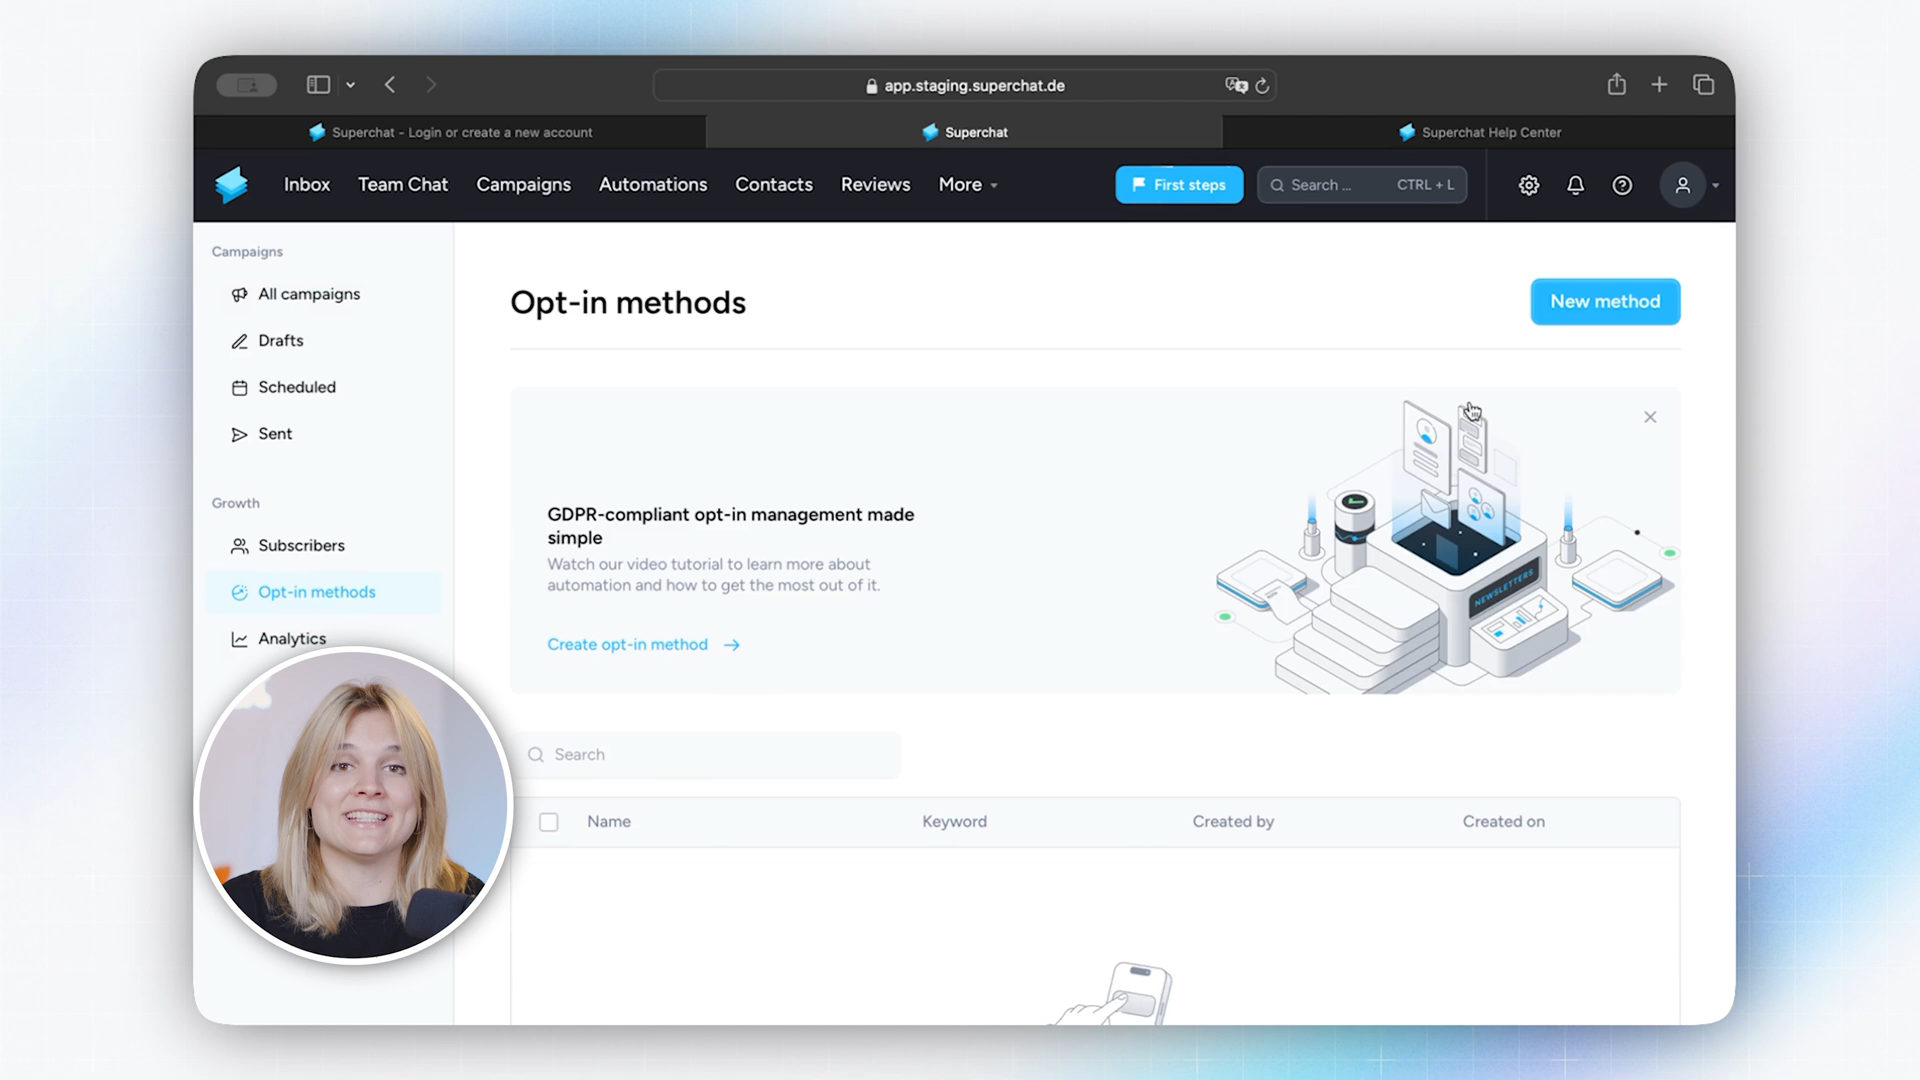 app.staging.superchat.de
Superchat - Login or create a new account
Superchat
Superchat Help Center
Inbox
Team Chat
Campaigns
Automations
Contacts
Reviews
More
First steps
Search ...
CTRL + L
Campaigns
All campaigns
Drafts
Scheduled
Sent
Growth
Subscribers
Opt-in methods
Analytics
Opt-in methods
New method
GDPR-compliant opt-in management made
simple
Watch our video tutorial to learn more about
automation and how to get the most out of it.
Create opt-in method
NEWSLETTERS
Search
Name
Keyword
Created by
Created on